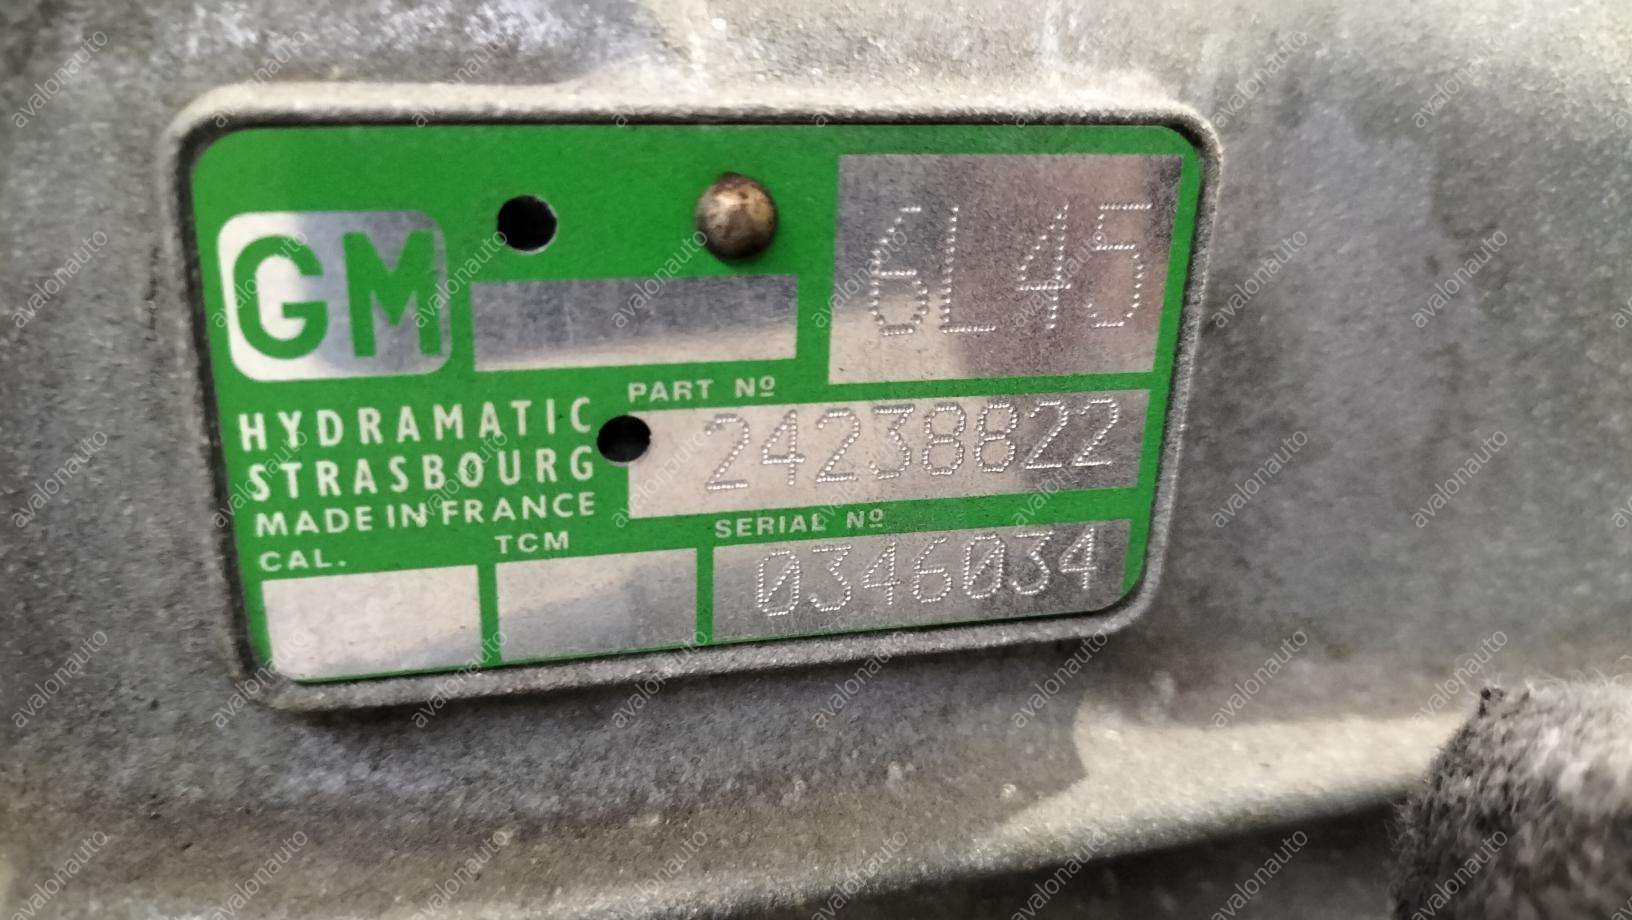 GM
6L45
PART Nº
24238822
HYDRAMATIC
STRASBOURG
MADE IN FRANCE
CAL.
TCM
SERIAL Nº
0346034
avalonauto